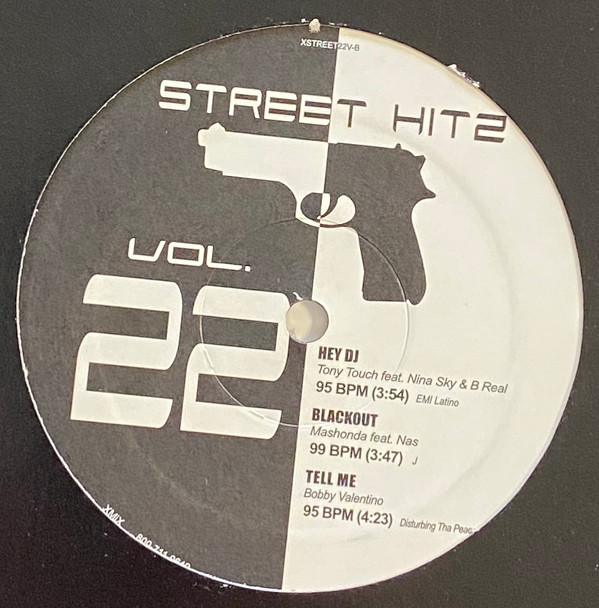 XSTREET22V-B
STREET HITZ
VOL.
22
HEY DJ
Tony Touch feat. Nina Sky & B Real
95 BPM (3:54) EMI Latino
BLACKOUT
Mashonda feat. Nas
99 BPM (3:47) J
TELL ME
Bobby Valentino
95 BPM (4:23) Disturbing Tha Peac
XMIX